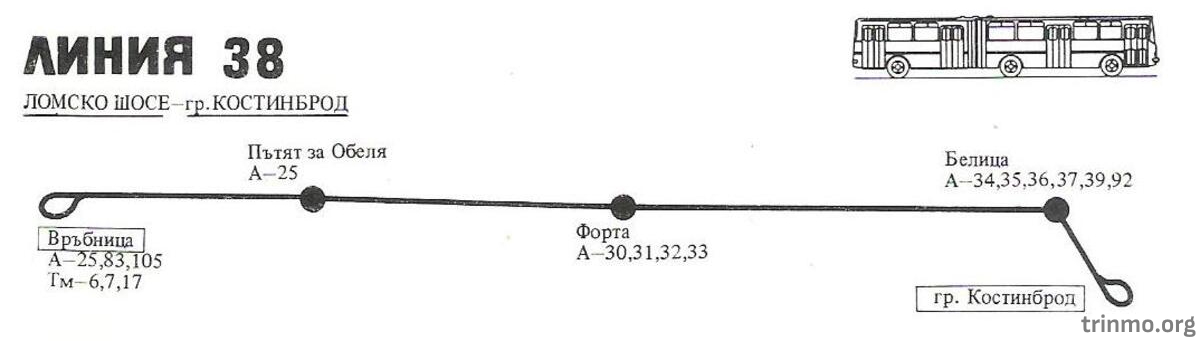 ЛИНИЯ 38
ЛОМСКО ШОСЕ–гр.КОСТИНБРОД
Пътят за Обеля
А–25
Белица
А–34,35,36,37,39,92
Връбница
А–25,83,105
Тм–6,7,17
Форта
А–30,31,32,33
гр. Костинброд
trinmo.org